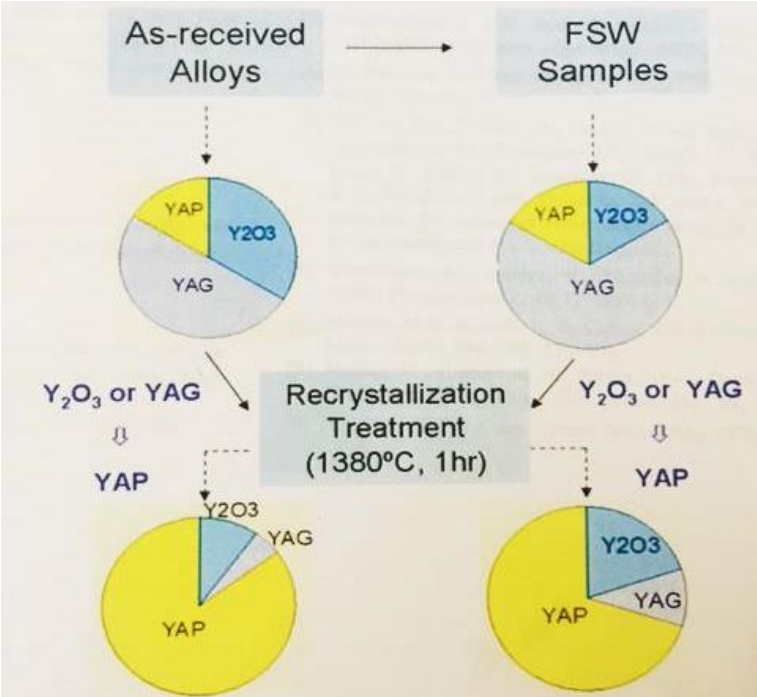 As-received
Alloys
FSW
Samples
YAP
Y2O3
YAG
YAP
Y2O3
YAG
Y₂O₃ or YAG
⇩
YAP
Recrystallization
Treatment
(1380ºC, 1hr)
Y₂O₃ or YAG
⇩
YAP
Y2O3
YAG
YAP
Y2O3
YAG
YAP